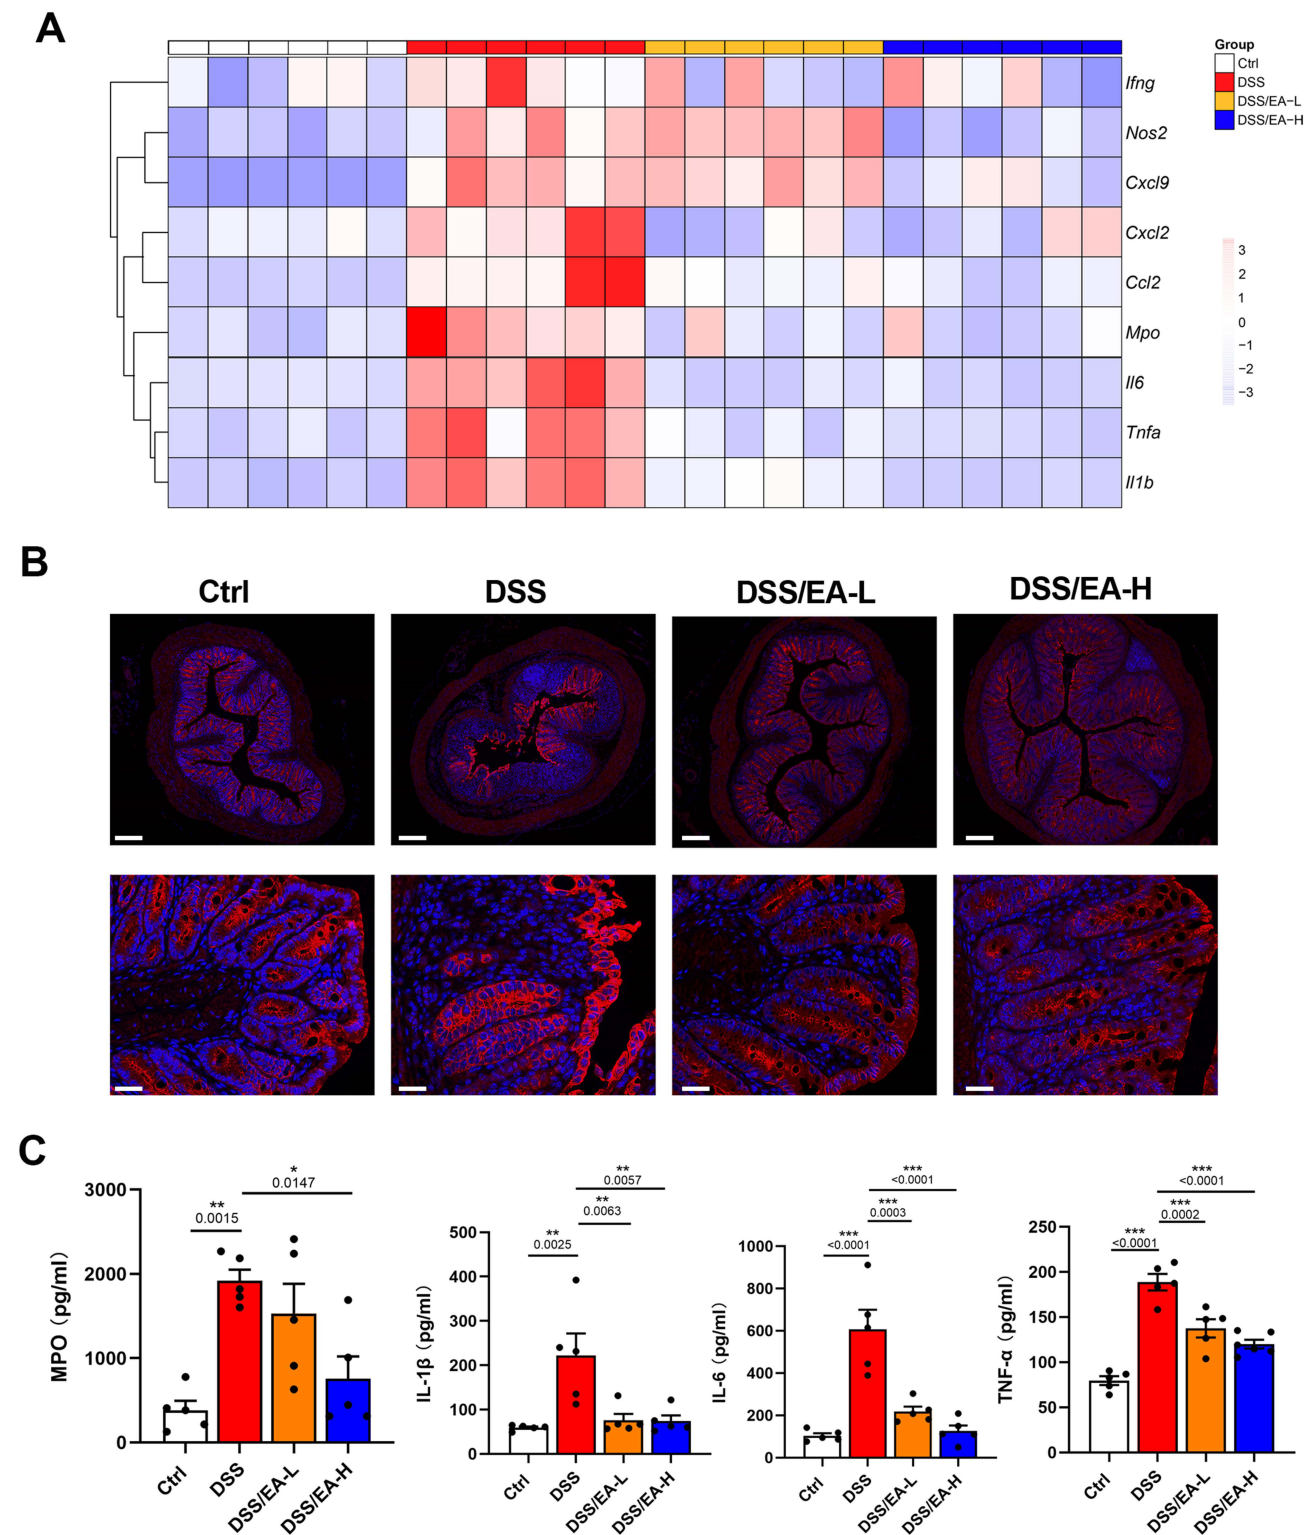 A
Group
Ctrl
DSS
DSS/EA-L
DSS/EA-H
Ifng
Nos2
Cxcl9
Cxcl2
Ccl2
Mpo
Il6
Tnfa
Il1b
3
2
1
0
−1
−2
−3
B
Ctrl
DSS
DSS/EA-L
DSS/EA-H
C
MPO (pg/ml)
3000
2000
1000
0
*
0.0147
**
0.0015
Ctrl
DSS
DSS/EA-L
DSS/EA-H
IL-1β (pg/ml)
500
400
300
200
100
0
**
0.0057
**
0.0063
**
0.0025
Ctrl
DSS
DSS/EA-L
DSS/EA-H
IL-6 (pg/ml)
1000
800
600
400
200
0
***
<0.0001
***
0.0003
***
<0.0001
Ctrl
DSS
DSS/EA-L
DSS/EA-H
TNF-α (pg/ml)
250
200
150
100
50
0
***
<0.0001
***
0.0002
***
<0.0001
Ctrl
DSS
DSS/EA-L
DSS/EA-H